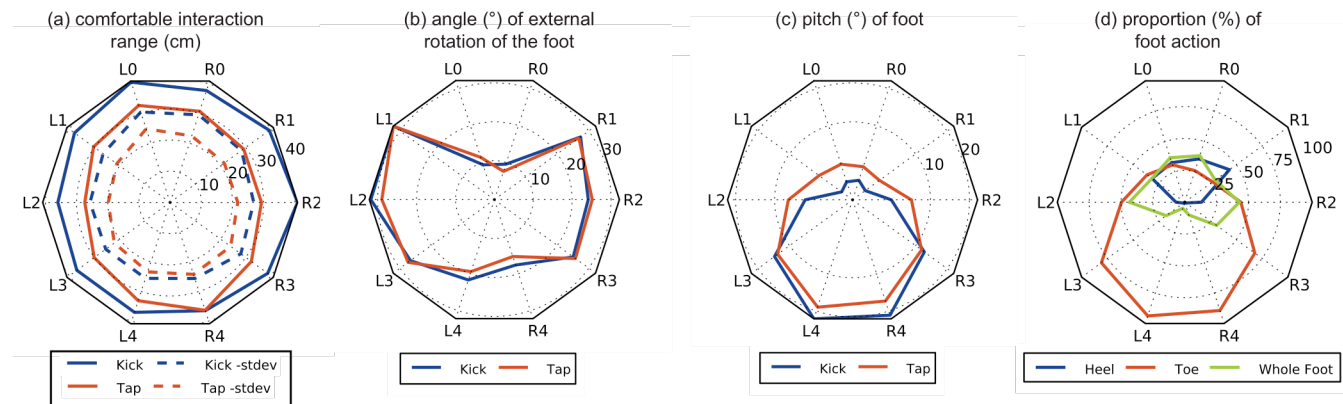 (a) comfortable interaction
range (cm)
L0
R0
L1
R1
40
30
20
10
L2
R2
L3
R3
L4
R4
Kick
Kick -stdev
Tap
Tap -stdev
(b) angle (°) of external
rotation of the foot
L0
R0
L1
R1
30
20
10
L2
R2
L3
R3
L4
R4
Kick
Tap
(c) pitch (°) of foot
L0
R0
L1
R1
20
10
L2
R2
L3
R3
L4
R4
Kick
Tap
(d) proportion (%) of
foot action
L0
R0
L1
R1
100
75
50
25
L2
R2
L3
R3
L4
R4
Heel
Toe
Whole Foot